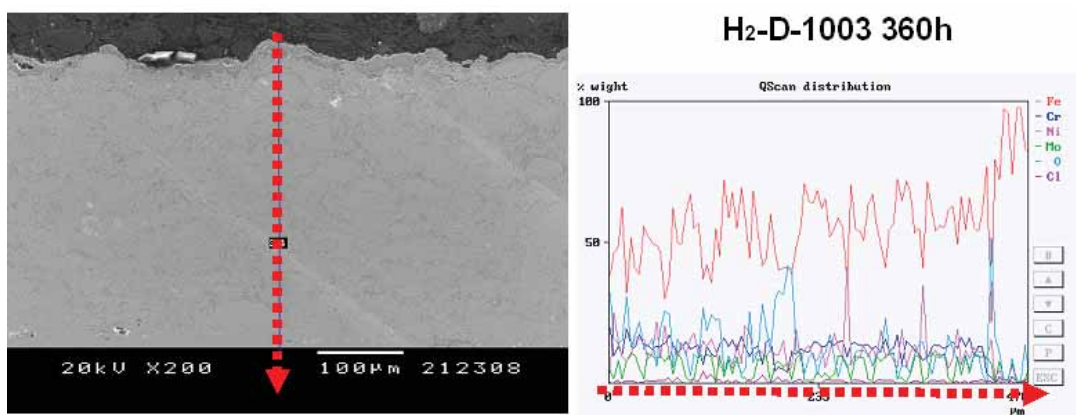 H2-D-1003 360h
% wight
QScan distribution
100
50
0
235
470
μm
Fe
Cr
Ni
Mo
O
Cl
▲
▼
C
P
ESC
20kV X200 100μm 212308